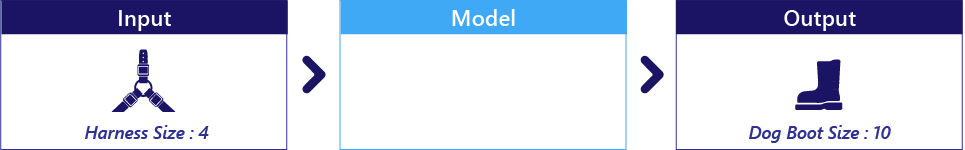 Input
Model
Output
Harness Size : 4
Dog Boot Size : 10